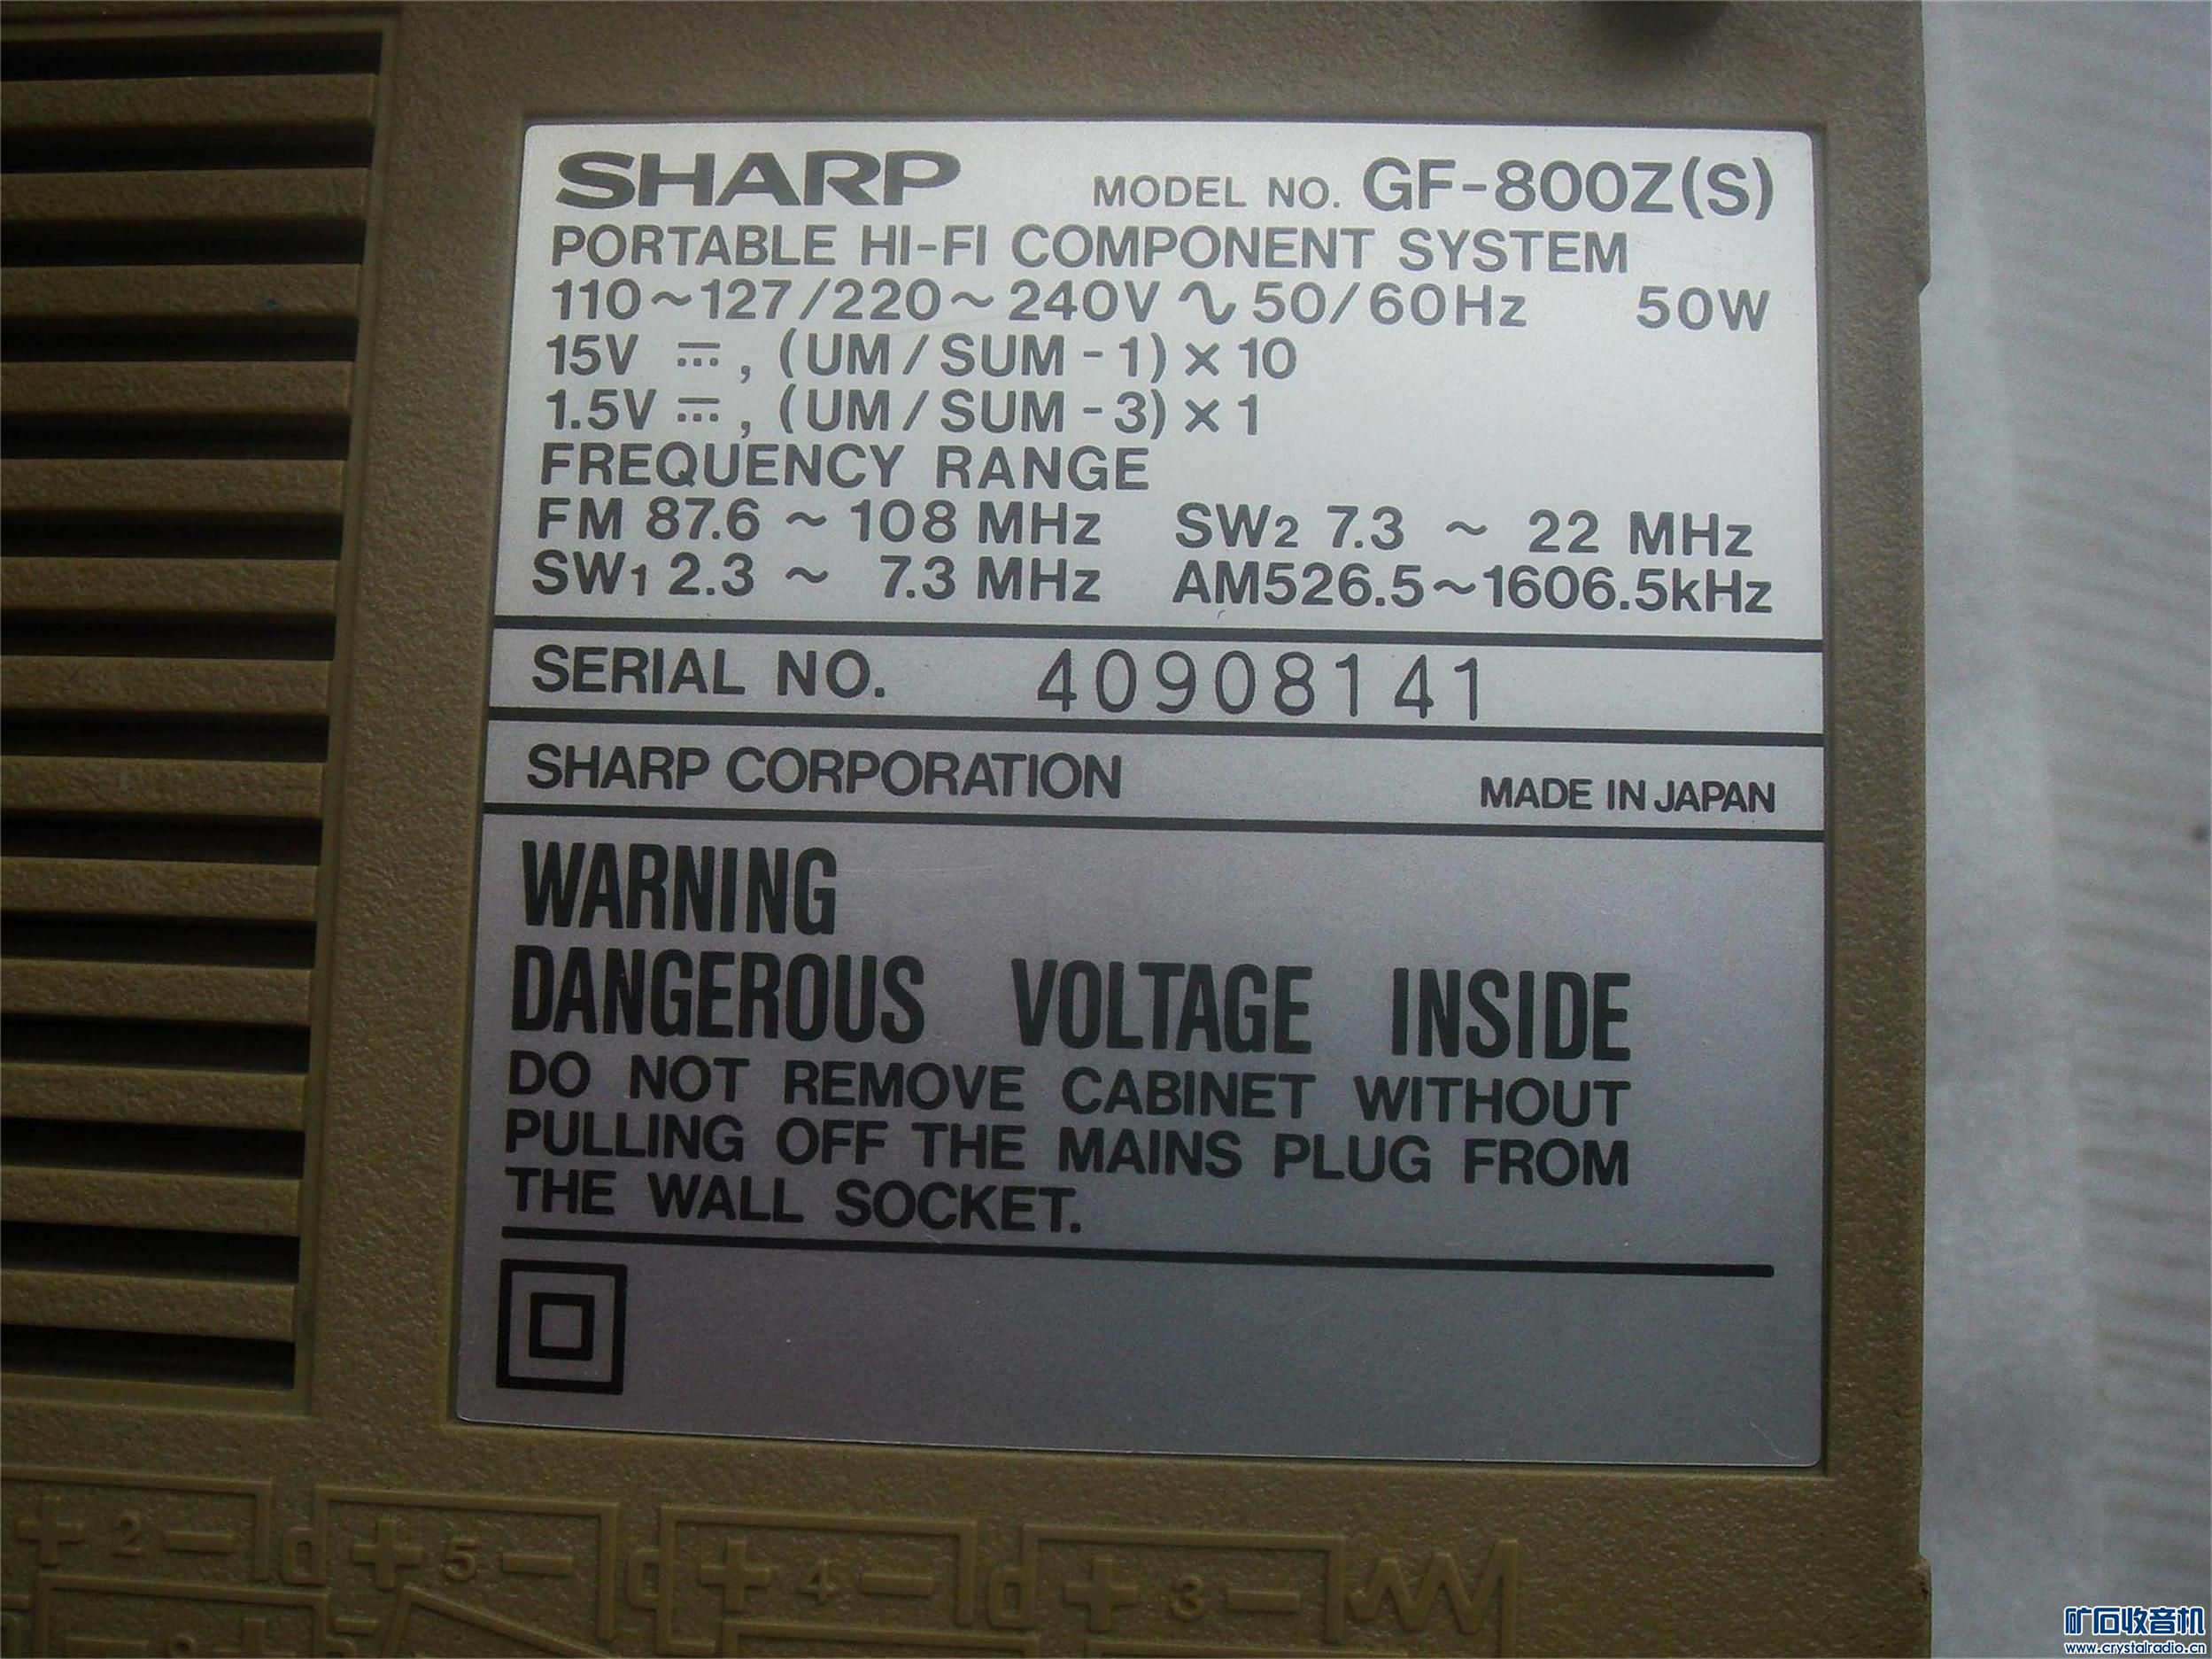 SHARP MODEL NO. GF-800Z(S)
PORTABLE HI-FI COMPONENT SYSTEM
110~127/220~240V ∿ 50/60Hz 50W
15V ⎓, (UM/SUM-1)×10
1.5V ⎓, (UM/SUM-3)×1
FREQUENCY RANGE
FM 87.6 ~ 108 MHz SW2 7.3 ~ 22 MHz
SW1 2.3 ~ 7.3 MHz AM526.5~1606.5kHz
SERIAL NO. 40908141
SHARP CORPORATION MADE IN JAPAN
WARNING
DANGEROUS VOLTAGE INSIDE
DO NOT REMOVE CABINET WITHOUT
PULLING OFF THE MAINS PLUG FROM
THE WALL SOCKET.
+ 2 − + 5 − + 4 − + 3 −
矿石收音机
www.crystalradio.cn